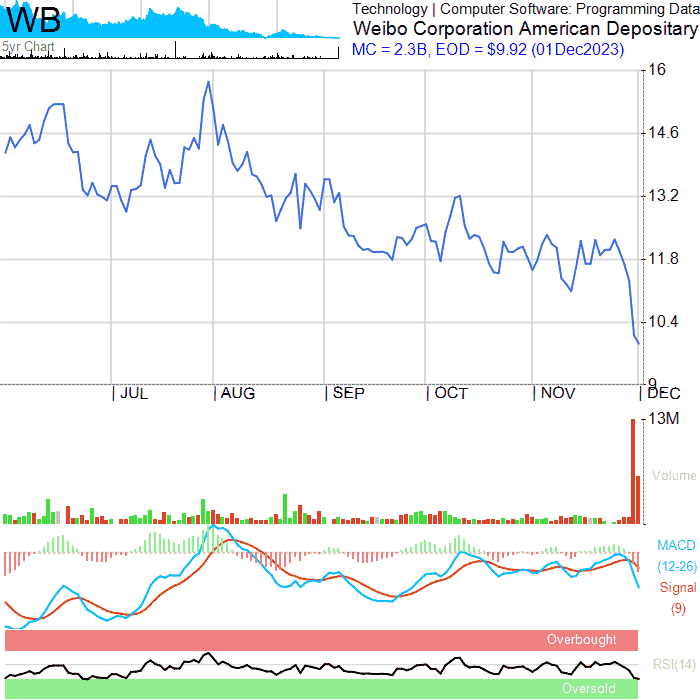 WB
5yr Chart
Technology | Computer Software: Programming Data
Weibo Corporation American Depositary
MC = 2.3B, EOD = $9.92 (01Dec2023)
16
14.6
13.2
11.8
10.4
9
| JUL | AUG | SEP | OCT | NOV | DEC
13M
Volume
MACD
(12-26)
Signal
(9)
Overbought
RSI(14)
Oversold